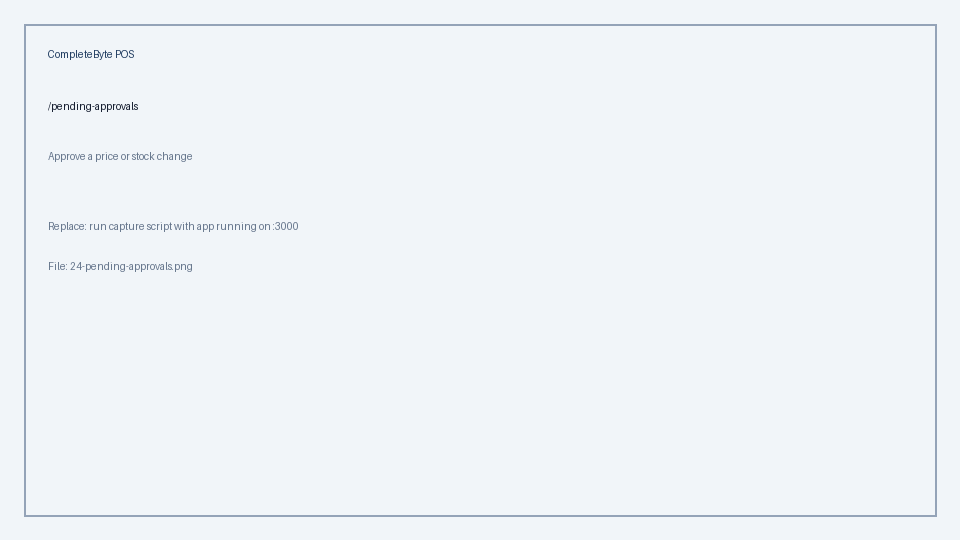 CompleteByte POS
/pending-approvals
Approve a price or stock change
Replace: run capture script with app running on :3000
File: 24-pending-approvals.png